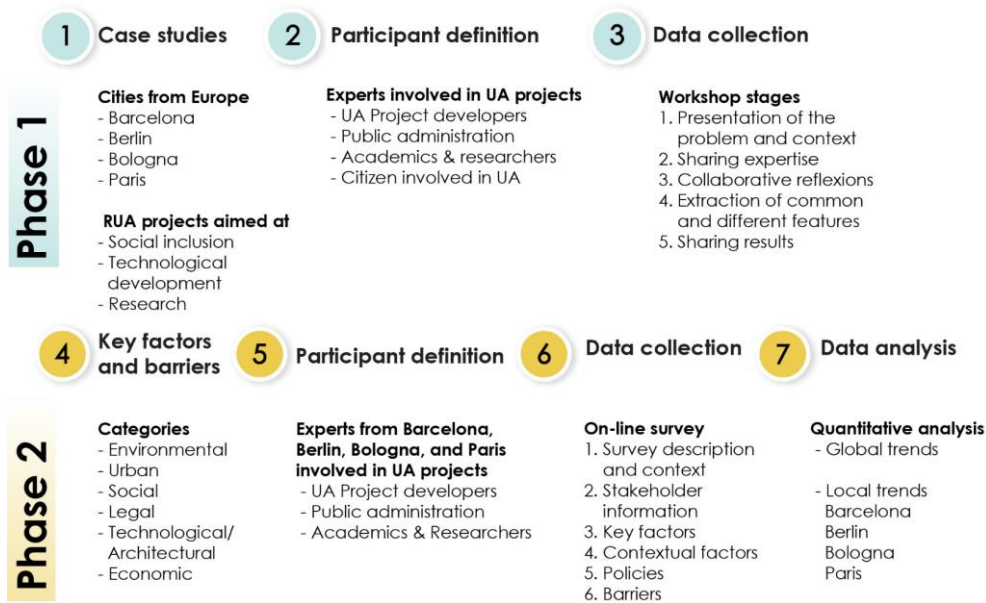 Phase 1
1 Case studies
Cities from Europe
- Barcelona
- Berlin
- Bologna
- Paris
RUA projects aimed at
- Social inclusion
- Technological
development
- Research
2 Participant definition
Experts involved in UA projects
- UA Project developers
- Public administration
- Academics & researchers
- Citizen involved in UA
3 Data collection
Workshop stages
1. Presentation of the
problem and context
2. Sharing expertise
3. Collaborative reflexions
4. Extraction of common
and different features
5. Sharing results
Phase 2
4 Key factors
and barriers
Categories
- Environmental
- Urban
- Social
- Legal
- Technological/
Architectural
- Economic
5 Participant definition
Experts from Barcelona,
Berlin, Bologna, and Paris
involved in UA projects
- UA Project developers
- Public administration
- Academics & Researchers
6 Data collection
On-line survey
1. Survey description
and context
2. Stakeholder
information
3. Key factors
4. Contextual factors
5. Policies
6. Barriers
7 Data analysis
Quantitative analysis
- Global trends
- Local trends
Barcelona
Berlin
Bologna
Paris